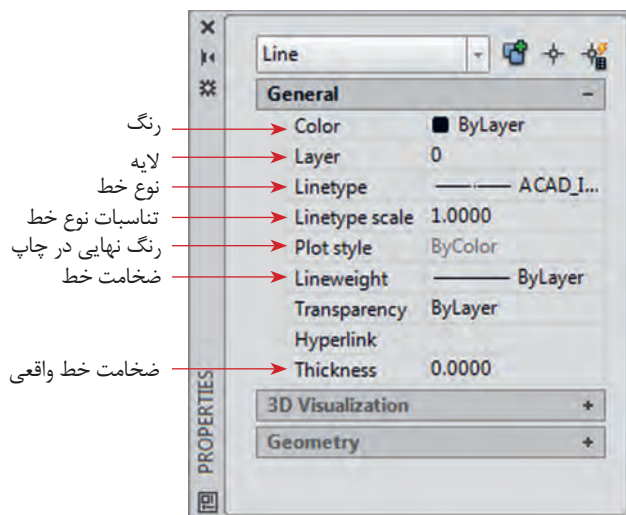 Line
General
رنگ Color ByLayer
لایه Layer 0
نوع خط Linetype ACAD_I...
تناسبات نوع خط Linetype scale 1.0000
رنگ نهایی در چاپ Plot style ByColor
ضخامت خط Lineweight ByLayer
Transparency ByLayer
Hyperlink
ضخامت خط واقعی Thickness 0.0000
3D Visualization
Geometry
PROPERTIES